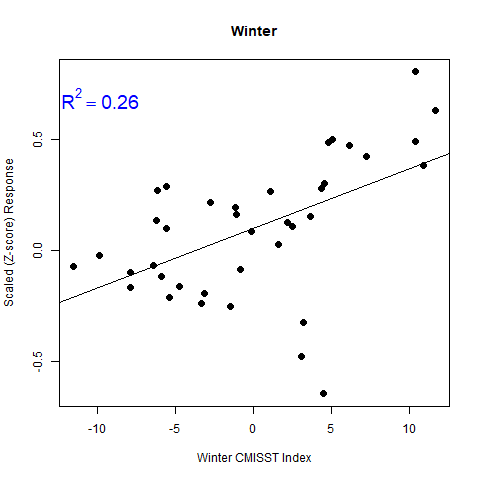 Winter
R² = 0.26
Scaled (Z-score) Response
0.5
0.0
-0.5
-10 -5 0 5 10
Winter CMISST Index